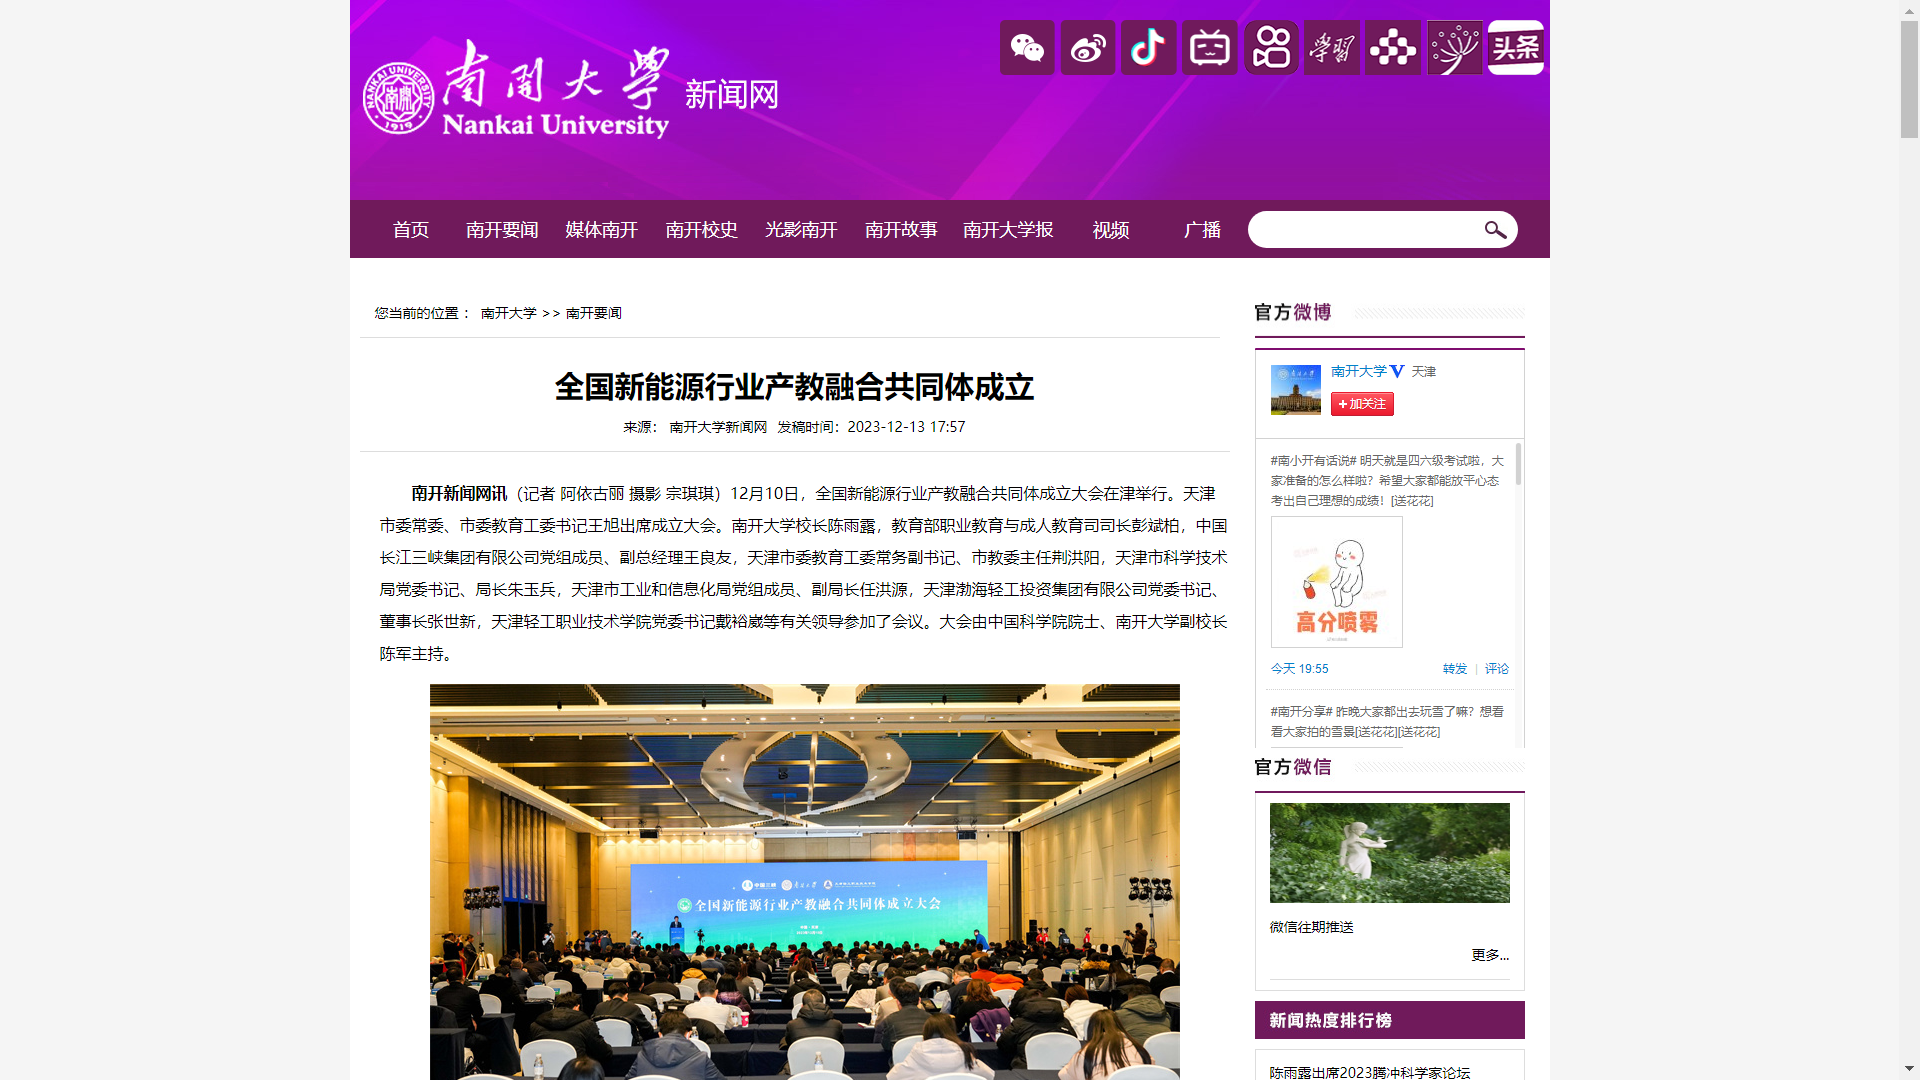 南開大學
Nankai University
NANKAI UNIVERSITY
1919
新闻网
学習
头条
首页
南开要闻
媒体南开
南开校史
光影南开
南开故事
南开大学报
视频
广播
您当前的位置 : 南开大学 >> 南开要闻
全国新能源行业产教融合共同体成立
来源： 南开大学新闻网 发稿时间：2023-12-13 17:57
南开新闻网讯（记者 阿依古丽 摄影 宗琪琪）12月10日，全国新能源行业产教融合共同体成立大会在津举行。天津
市委常委、市委教育工委书记王旭出席成立大会。南开大学校长陈雨露，教育部职业教育与成人教育司司长彭斌柏，中国
长江三峡集团有限公司党组成员、副总经理王良友，天津市委教育工委常务副书记、市教委主任荆洪阳，天津市科学技术
局党委书记、局长朱玉兵，天津市工业和信息化局党组成员、副局长任洪源，天津渤海轻工投资集团有限公司党委书记、
董事长张世新，天津轻工职业技术学院党委书记戴裕崴等有关领导参加了会议。大会由中国科学院院士、南开大学副校长
陈军主持。
中国三峡
南開大學
全国新能源行业产教融合共同体成立大会
官方微博
南开大学 V 天津
+加关注
#南小开有话说# 明天就是四六级考试啦，大
家准备的怎么样啦？希望大家都能放平心态
考出自己理想的成绩！[送花花]
高分喷雾
今天 19:55
转发 | 评论
#南开分享# 昨晚大家都出去玩雪了嘛？想看
看大家拍的雪景[送花花][送花花]
官方微信
微信往期推送
更多...
新闻热度排行榜
陈雨露出席2023腾冲科学家论坛